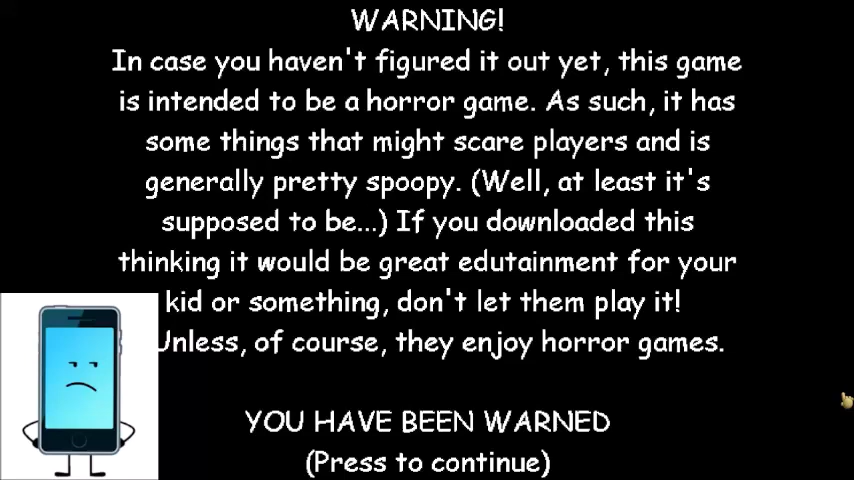 WARNING!
In case you haven't figured it out yet, this game
is intended to be a horror game. As such, it has
some things that might scare players and is
generally pretty spoopy. (Well, at least it's
supposed to be...) If you downloaded this
thinking it would be great edutainment for your
kid or something, don't let them play it!
Unless, of course, they enjoy horror games.
YOU HAVE BEEN WARNED
(Press to continue)